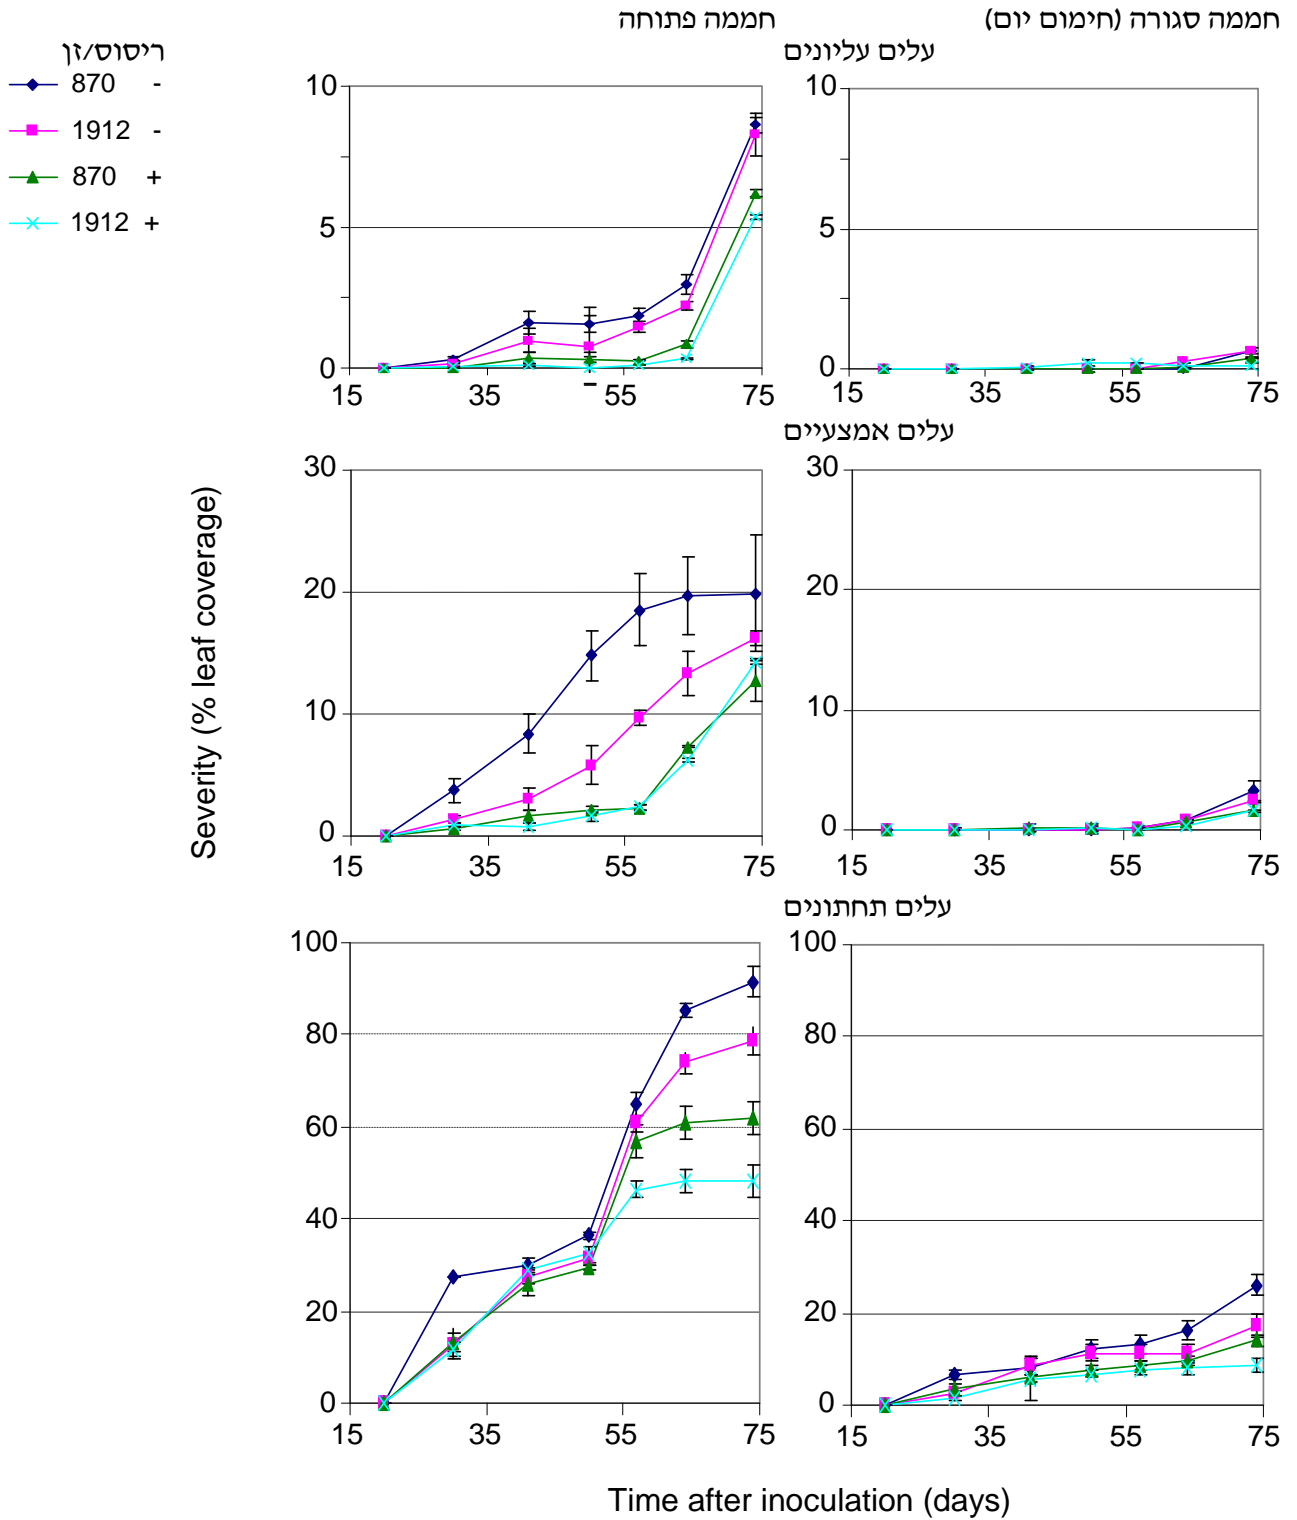 חממה פתוחה
חממה סגורה (חימום יום)
ריסוס/זן
870 -
1912 -
870 +
1912 +
עלים עליונים
10
5
0
15 35 55 75
10
5
0
15 35 55 75
עלים אמצעיים
Severity (% leaf coverage)
30
20
10
0
15 35 55 75
30
20
10
0
15 35 55 75
עלים תחתונים
100
80
60
40
20
0
15 35 55 75
100
80
60
40
20
0
15 35 55 75
Time after inoculation (days)